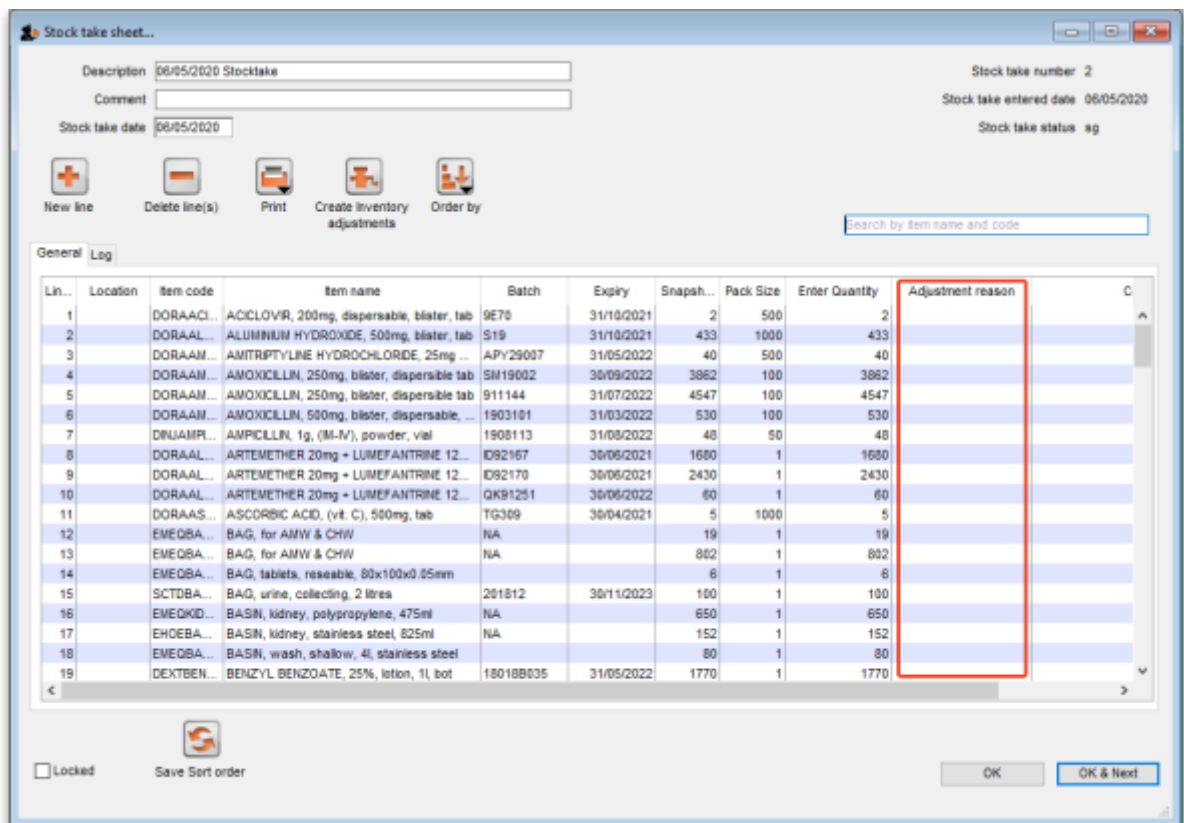 Stock take sheet...
Description 06/05/2020 Stocktake
Stock take number 2
Comment
Stock take entered date 06/05/2020
Stock take date 06/05/2020
Stock take status sg
New line Delete line(s) Print Create Inventory adjustments Order by
Search by item name and code
General Log
Lin... Location Item code Item name Batch Expiry Snapsh... Pack Size Enter Quantity Adjustment reason C
1 DORAACI... ACICLOVIR, 200mg, dispersable, blister, tab 9E70 31/10/2021 2 500 2
2 DORAAL... ALUMINIUM HYDROXIDE, 500mg, blister, tab S19 31/10/2021 433 1000 433
3 DORAAM... AMITRIPTYLINE HYDROCHLORIDE, 25mg ... APY29007 31/05/2022 40 500 40
4 DORAAM... AMOXICILLIN, 250mg, blister, dispersible tab SM19002 30/09/2022 3862 100 3862
5 DORAAM... AMOXICILLIN, 250mg, blister, dispersible tab 911144 31/07/2022 4547 100 4547
6 DORAAM... AMOXICILLIN, 500mg, blister, dispersable, ... 1903101 31/03/2022 530 100 530
7 DINJAMPI... AMPICILLIN, 1g, (IM-IV), powder, vial 1908113 31/08/2022 48 50 48
8 DORAAL... ARTEMETHER 20mg + LUMEFANTRINE 12... ID92167 30/06/2021 1680 1 1680
9 DORAAL... ARTEMETHER 20mg + LUMEFANTRINE 12... ID92170 30/06/2021 2430 1 2430
10 DORAAL... ARTEMETHER 20mg + LUMEFANTRINE 12... QK91251 30/06/2022 60 1 60
11 DORAAS... ASCORBIC ACID, (vit. C), 500mg, tab TG309 30/04/2021 5 1000 5
12 EMEQBA... BAG, for AMW & CHW NA 19 1 19
13 EMEQBA... BAG, for AMW & CHW NA 802 1 802
14 EMEQBA... BAG, tablets, reseable, 80x100x0.05mm 6 1 6
15 SCTDBA... BAG, urine, collecting, 2 litres 201812 30/11/2023 100 1 100
16 EMEQKID... BASIN, kidney, polypropylene, 475ml NA 650 1 650
17 EHOEBA... BASIN, kidney, stainless steel, 825ml NA 152 1 152
18 EMEQBA... BASIN, wash, shallow, 4l, stainless steel 80 1 80
19 DEXTBEN... BENZYL BENZOATE, 25%, lotion, 1l, bot 18018B035 31/05/2022 1770 1 1770
Locked Save Sort order OK OK & Next